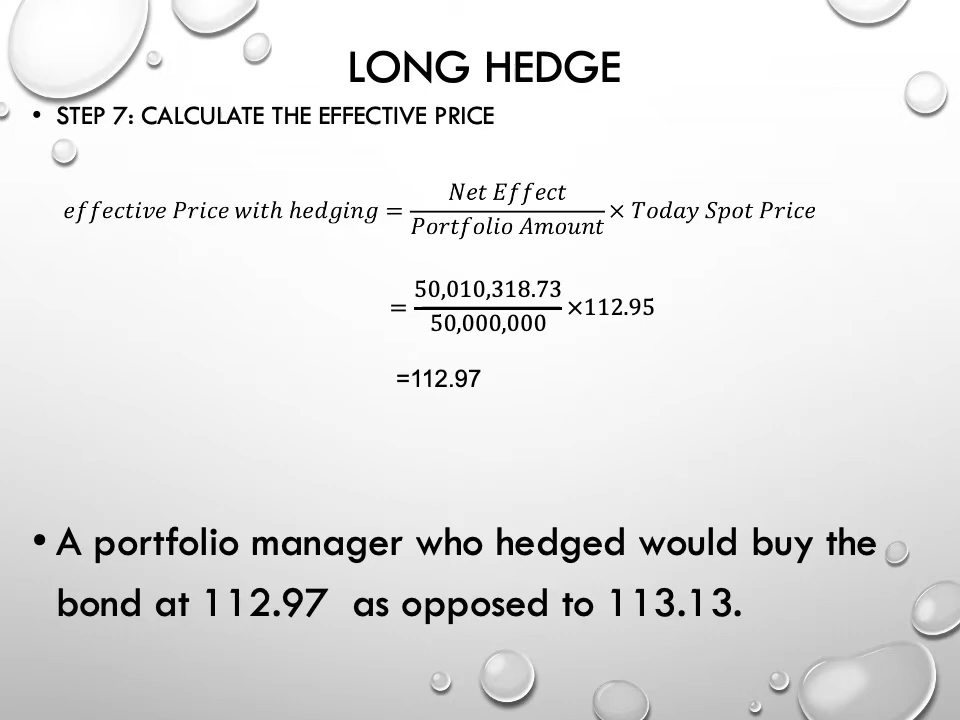 LONG HEDGE
• STEP 7: CALCULATE THE EFFECTIVE PRICE
effective Price with hedging = Net Effect / Portfolio Amount × Today Spot Price
= 50,010,318.73 / 50,000,000 ×112.95
=112.97
• A portfolio manager who hedged would buy the
bond at 112.97 as opposed to 113.13.